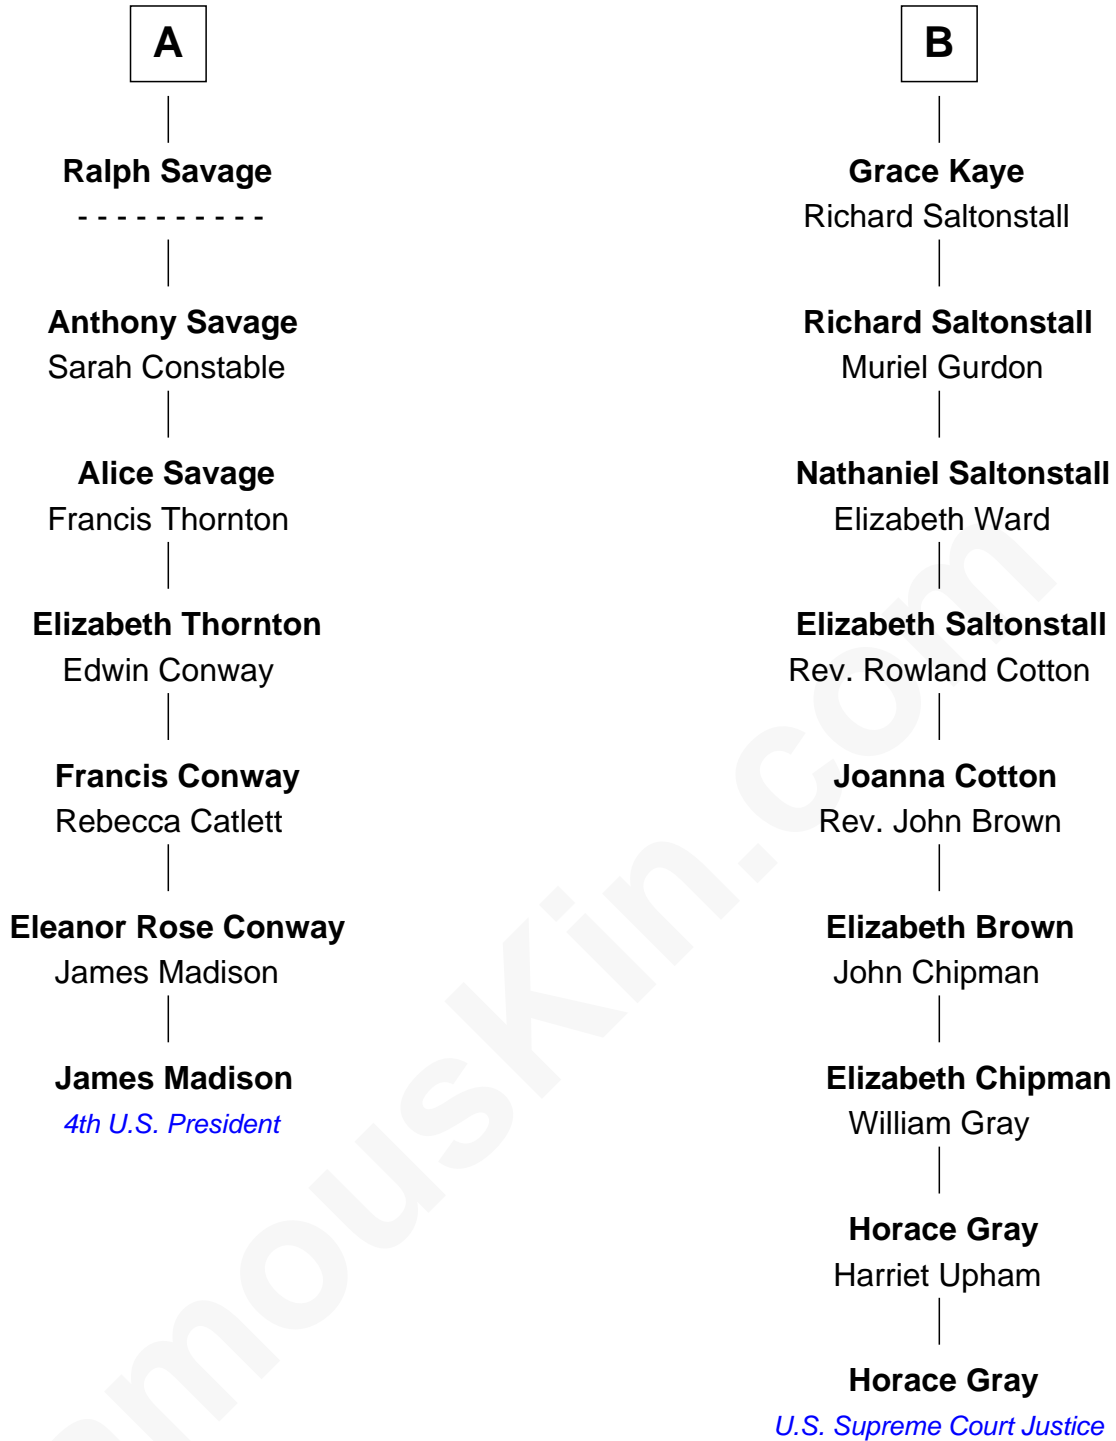 A
Ralph Savage
- - - - - - - - - -
Anthony Savage
Sarah Constable
Alice Savage
Francis Thornton
Elizabeth Thornton
Edwin Conway
Francis Conway
Rebecca Catlett
Eleanor Rose Conway
James Madison
James Madison
4th U.S. President
B
Grace Kaye
Richard Saltonstall
Richard Saltonstall
Muriel Gurdon
Nathaniel Saltonstall
Elizabeth Ward
Elizabeth Saltonstall
Rev. Rowland Cotton
Joanna Cotton
Rev. John Brown
Elizabeth Brown
John Chipman
Elizabeth Chipman
William Gray
Horace Gray
Harriet Upham
Horace Gray
U.S. Supreme Court Justice
amousKin.com